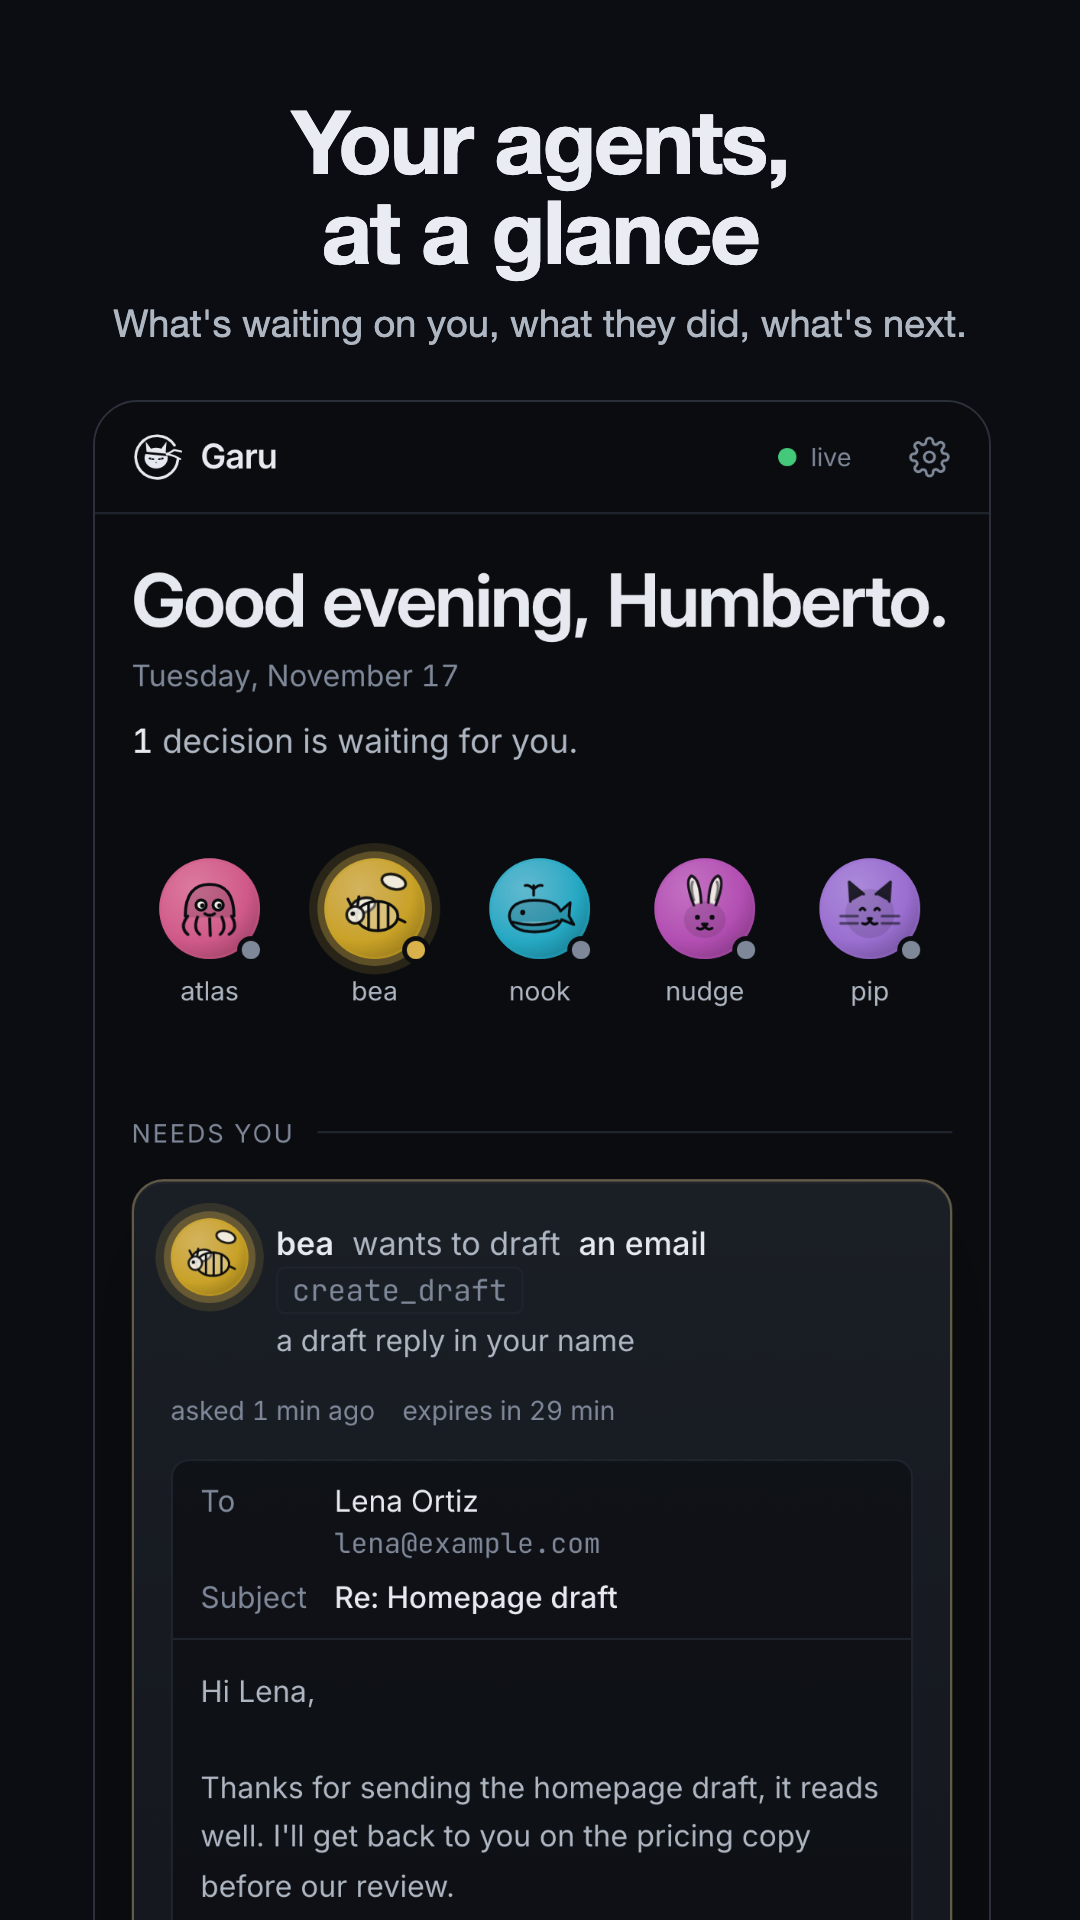 Your agents,
at a glance
What's waiting on you, what they did, what's next.
Garu
live
Good evening, Humberto.
Tuesday, November 17
1 decision is waiting for you.
atlas
bea
nook
nudge
pip
NEEDS YOU
bea wants to draft an email
create_draft
a draft reply in your name
asked 1 min ago expires in 29 min
To Lena Ortiz
lena@example.com
Subject Re: Homepage draft
Hi Lena,
Thanks for sending the homepage draft, it reads
well. I'll get back to you on the pricing copy
before our review.